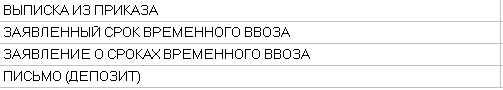 ВЫПИСКА ИЗ ПРИКАЗА
ЗАЯВЛЕННЫЙ СРОК ВРЕМЕННОГО ВВОЗА
ЗАЯВЛЕНИЕ О СРОКАХ ВРЕМЕННОГО ВВОЗА
ПИСЬМО (ДЕПОЗИТ)